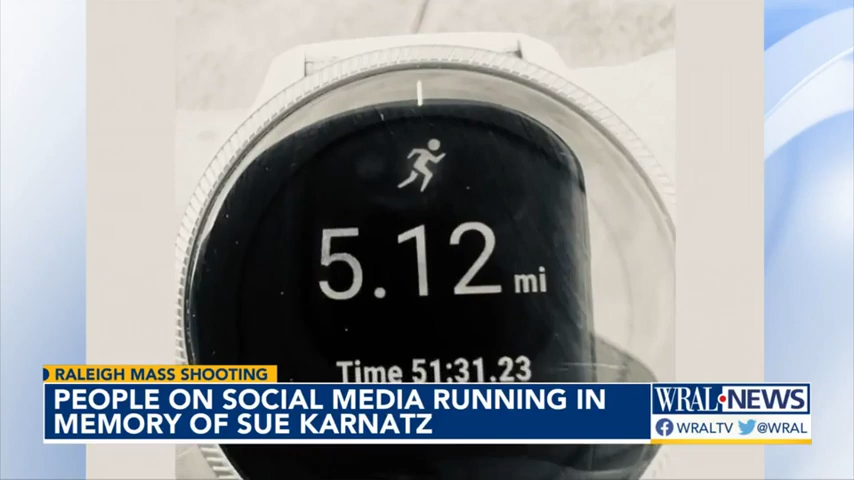 5.12 mi
Time 51:31.23
RALEIGH MASS SHOOTING
PEOPLE ON SOCIAL MEDIA RUNNING IN
MEMORY OF SUE KARNATZ
WRAL NEWS
WRALTV @WRAL